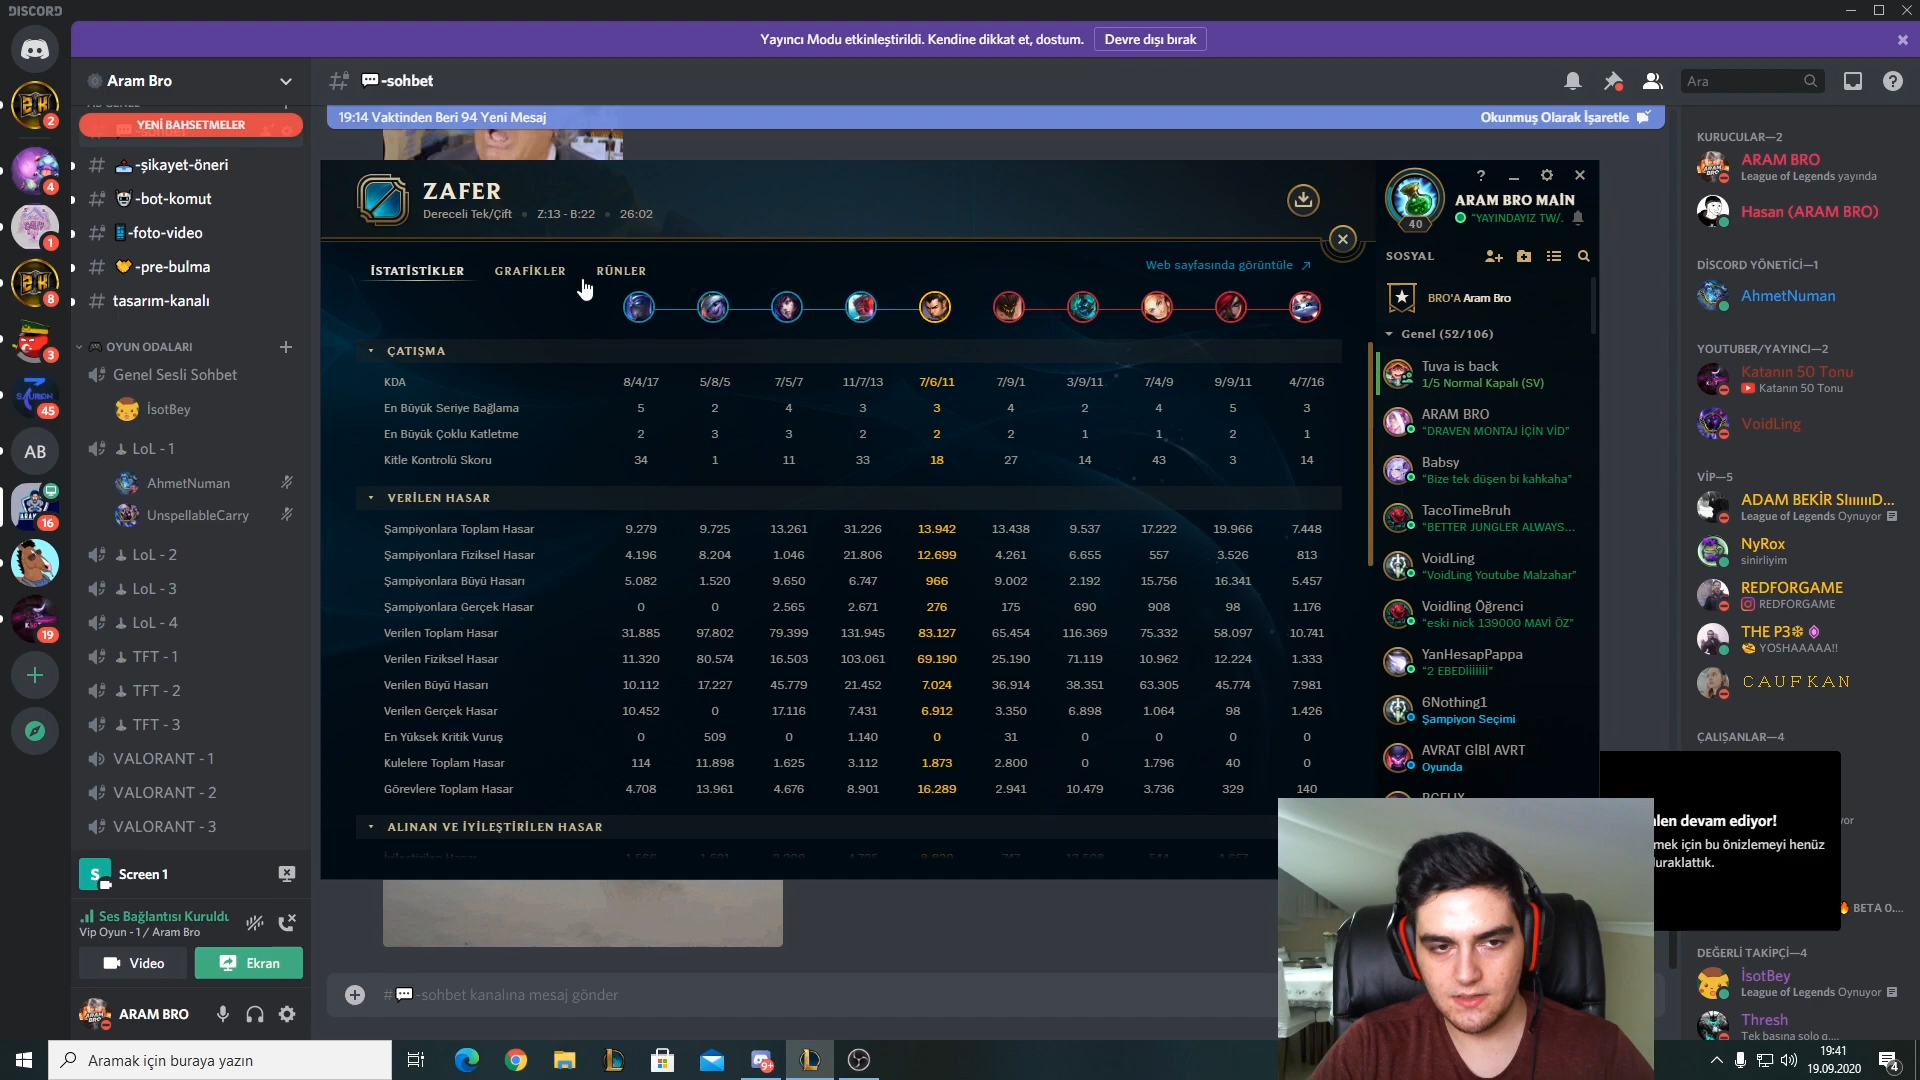 DISCORD
Yayıncı Modu etkinleştirildi. Kendine dikkat et, dostum.
Devre dışı bırak
2
4
1
8
3
45
AB
16
19
Aram Bro
YENİ BAHSETMELER
-şikayet-öneri
-bot-komut
-foto-video
-pre-bulma
tasarım-kanalı
OYUN ODALARI
Genel Sesli Sohbet
İsotBey
LoL - 1
AhmetNuman
UnspellableCarry
LoL - 2
LoL - 3
LoL - 4
TFT - 1
TFT - 2
TFT - 3
VALORANT - 1
VALORANT - 2
VALORANT - 3
S
Screen 1
Ses Bağlantısı Kuruldu
Vip Oyun - 1 / Aram Bro
Video
Ekran
ARAM BRO
-sohbet
Ara
19:14 Vaktinden Beri 94 Yeni Mesaj
Okunmuş Olarak İşaretle
ZAFER
Dereceli Tek/Çift • Z:13 - B:22 • 26:02
İSTATİSTİKLER GRAFİKLER RÜNLER
Web sayfasında görüntüle
ÇATIŞMA
KDA 8/4/17 5/8/5 7/5/7 11/7/13 7/6/11 7/9/1 3/9/11 7/4/9 9/9/11 4/7/16
En Büyük Seriye Bağlama 5 2 4 3 3 4 2 4 5 3
En Büyük Çoklu Katletme 2 3 3 2 2 2 1 1 2 1
Kitle Kontrolü Skoru 34 1 11 33 18 27 14 43 3 14
VERİLEN HASAR
Şampiyonlara Toplam Hasar 9.279 9.725 13.261 31.226 13.942 13.438 9.537 17.222 19.966 7.448
Şampiyonlara Fiziksel Hasar 4.196 8.204 1.046 21.806 12.699 4.261 6.655 557 3.526 813
Şampiyonlara Büyü Hasarı 5.082 1.520 9.650 6.747 966 9.002 2.192 15.756 16.341 5.457
Şampiyonlara Gerçek Hasar 0 0 2.565 2.671 276 175 690 908 98 1.176
Verilen Toplam Hasar 31.885 97.802 79.399 131.945 83.127 65.454 116.369 75.332 58.097 10.741
Verilen Fiziksel Hasar 11.320 80.574 16.503 103.061 69.190 25.190 71.119 10.962 12.224 1.333
Verilen Büyü Hasarı 10.112 17.227 45.779 21.452 7.024 36.914 38.351 63.305 45.774 7.981
Verilen Gerçek Hasar 10.452 0 17.116 7.431 6.912 3.350 6.898 1.064 98 1.426
En Yüksek Kritik Vuruş 0 509 0 1.140 0 31 0 0 0 0
Kulelere Toplam Hasar 114 11.898 1.625 3.112 1.873 2.800 0 1.796 40 0
Görevlere Toplam Hasar 4.708 13.961 4.676 8.901 16.289 2.941 10.479 3.736 329 140
ALINAN VE İYİLEŞTİRİLEN HASAR
#
-sohbet kanalına mesaj gönder
40
ARAM BRO MAİN
"YAYINDAYIZ TW/.
SOSYAL
BRO'A Aram Bro
Genel (52/106)
Tuva is back
1/5 Normal Kapalı (SV)
ARAM BRO
"DRAVEN MONTAJ İÇİN VİD"
Babsy
"Bize tek düşen bi kahkaha"
TacoTimeBruh
"BETTER JUNGLER ALWAYS...
VoidLing
"VoidLing Youtube Malzahar"
Voidling Öğrenci
"eski nick 139000 MAVİ ÖZ"
YanHesapPappa
"2 EBEDİİİİİİİ"
6Nothing1
Şampiyon Seçimi
AVRAT GİBİ AVRT
Oyunda
KURUCULAR—2
ARAM BRO
League of Legends yayında
Hasan (ARAM BRO)
DİSCORD YÖNETİCİ—1
AhmetNuman
YOUTUBER/YAYINCI—2
Katanın 50 Tonu
Katanın 50 Tonu
VoidLing
VİP—5
ADAM BEKİR SIıııııD...
League of Legends Oynuyor
NyRox
sinirliyim
REDFORGAME
REDFORGAME
THE P3
YOSHAAAAA!!
CAUFKAN
ÇALIŞANLAR—4
devam ediyor!
için bu önizlemeyi henüz
BETA 0....
DEĞERLİ TAKİPÇİ—4
İsotBey
League of Legends Oynuyor
Thresh
Tek başına solo q...
Aramak için buraya yazın
9+
19:41
19.09.2020
4